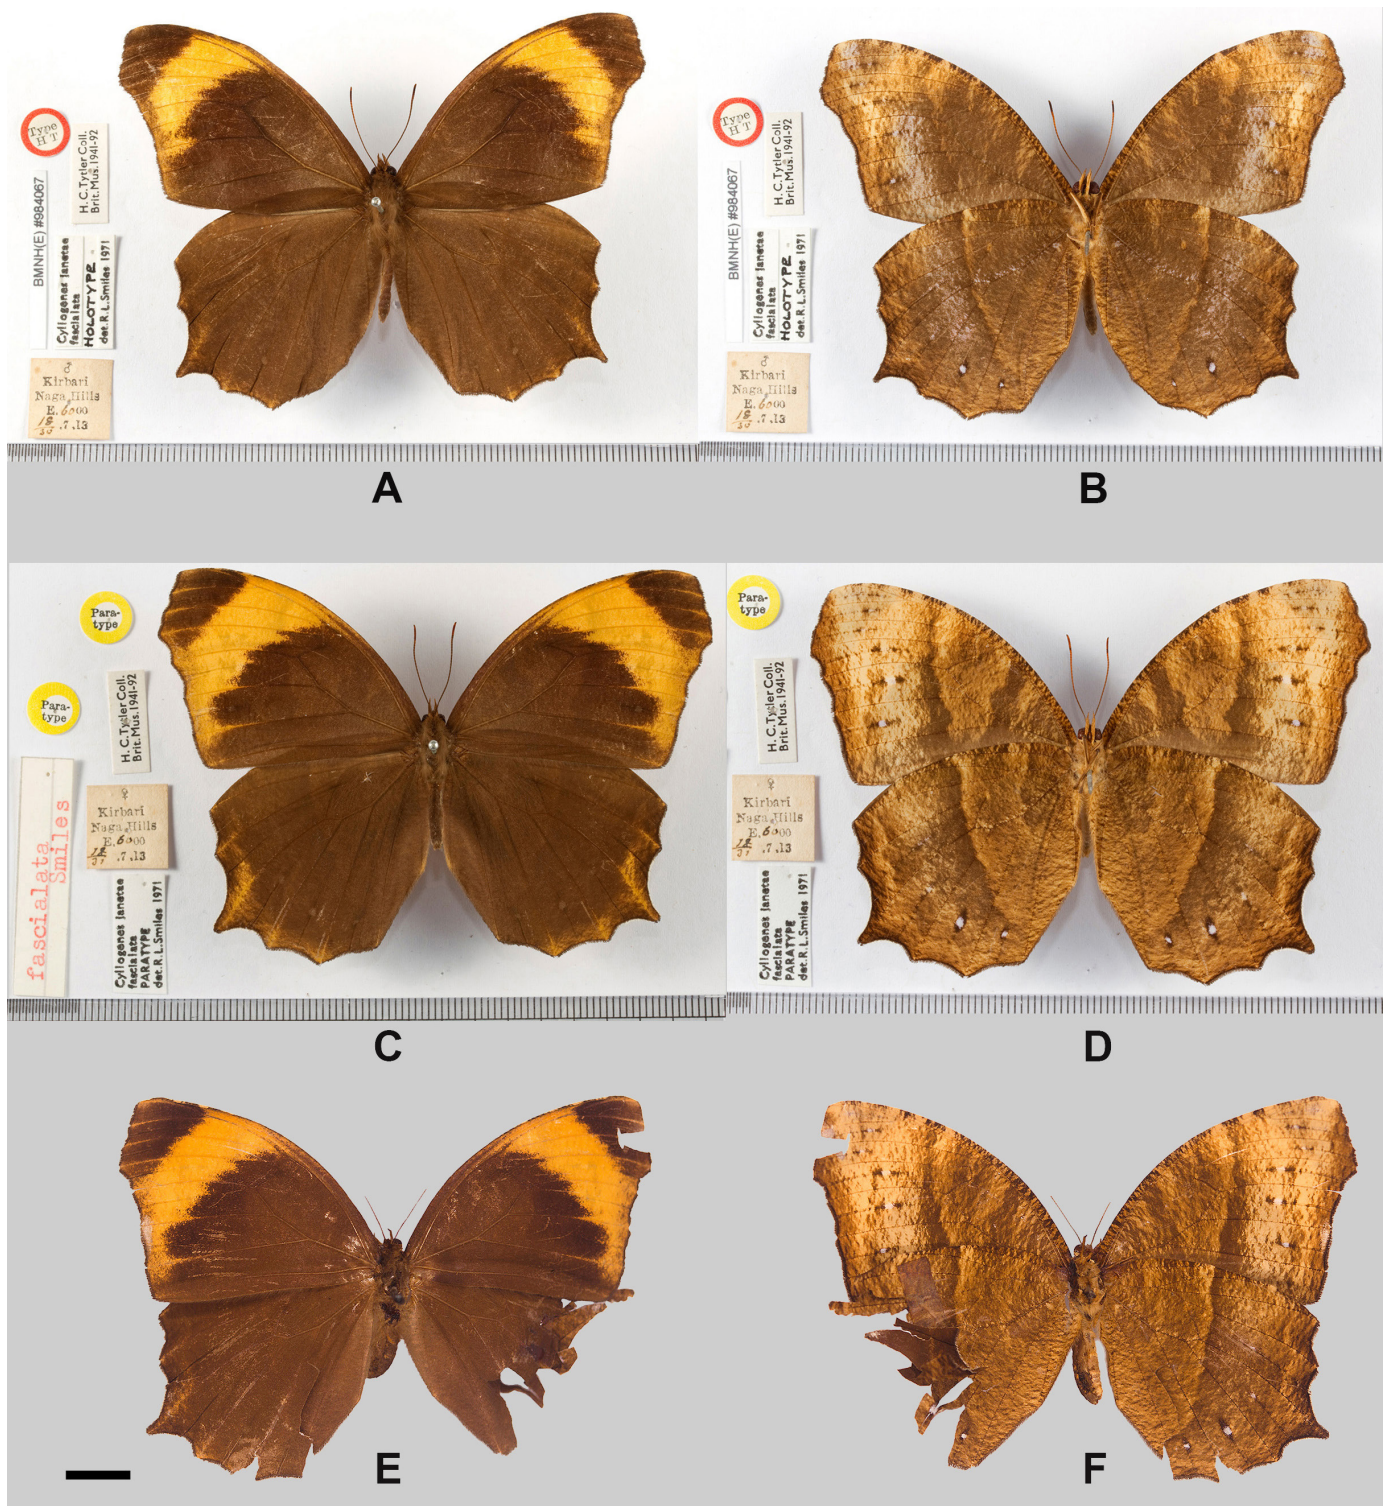 Type
H T
H. C. Tytler Coll.
Brit. Mus. 1941-92
BMNH(E) #984067
Cyllogenes janetae
fascialata
HOLOTYPE
det. R. L. Smiles 1971
♂
Kirbari
Naga Hills
E. 6000
.7.13
A
Type
H T
H. C. Tytler Coll.
Brit. Mus. 1941-92
BMNH(E) #984067
Cyllogenes janetae
fascialata
HOLOTYPE
det. R. L. Smiles 1971
♂
Kirbari
Naga Hills
E. 6000
.7.13
B
Para-
type
Para-
type
H. C. Tytler Coll.
Brit. Mus. 1941-92
fascialata
Smiles
♀
Kirbari
Naga Hills
E. 6000
.7.13
Cyllogenes janetae
fascialata
PARATYPE
det. R. L. Smiles 1971
C
Para-
type
H. C. Tytler Coll.
Brit. Mus. 1941-92
♀
Kirbari
Naga Hills
E. 6000
.7.13
Cyllogenes janetae
fascialata
PARATYPE
det. R. L. Smiles 1971
D
E
F